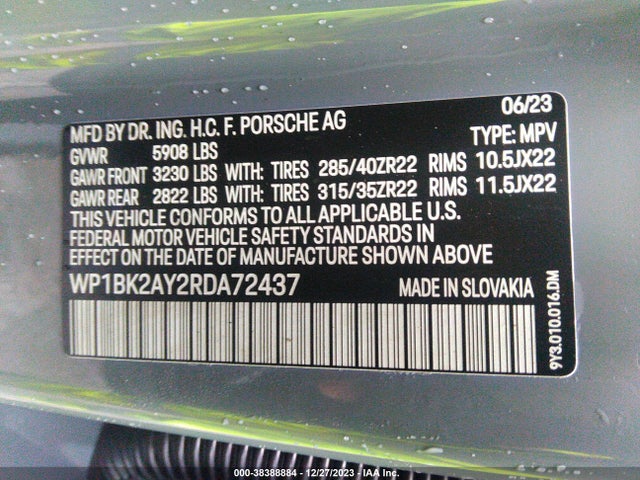 06/23
MFD BY DR. ING. H.C. F. PORSCHE AG
TYPE: MPV
GVWR 5908 LBS
GAWR FRONT 3230 LBS WITH: TIRES 285/40ZR22 RIMS 10.5JX22
GAWR REAR 2822 LBS WITH: TIRES 315/35ZR22 RIMS 11.5JX22
THIS VEHICLE CONFORMS TO ALL APPLICABLE U.S.
FEDERAL MOTOR VEHICLE SAFETY STANDARDS IN
EFFECT ON THE DATE OF MANUFACTURE SHOWN ABOVE
WP1BK2AY2RDA72437 MADE IN SLOVAKIA
9Y3.010.016.DM
000-38388884 - 12/27/2023 - IAA Inc.